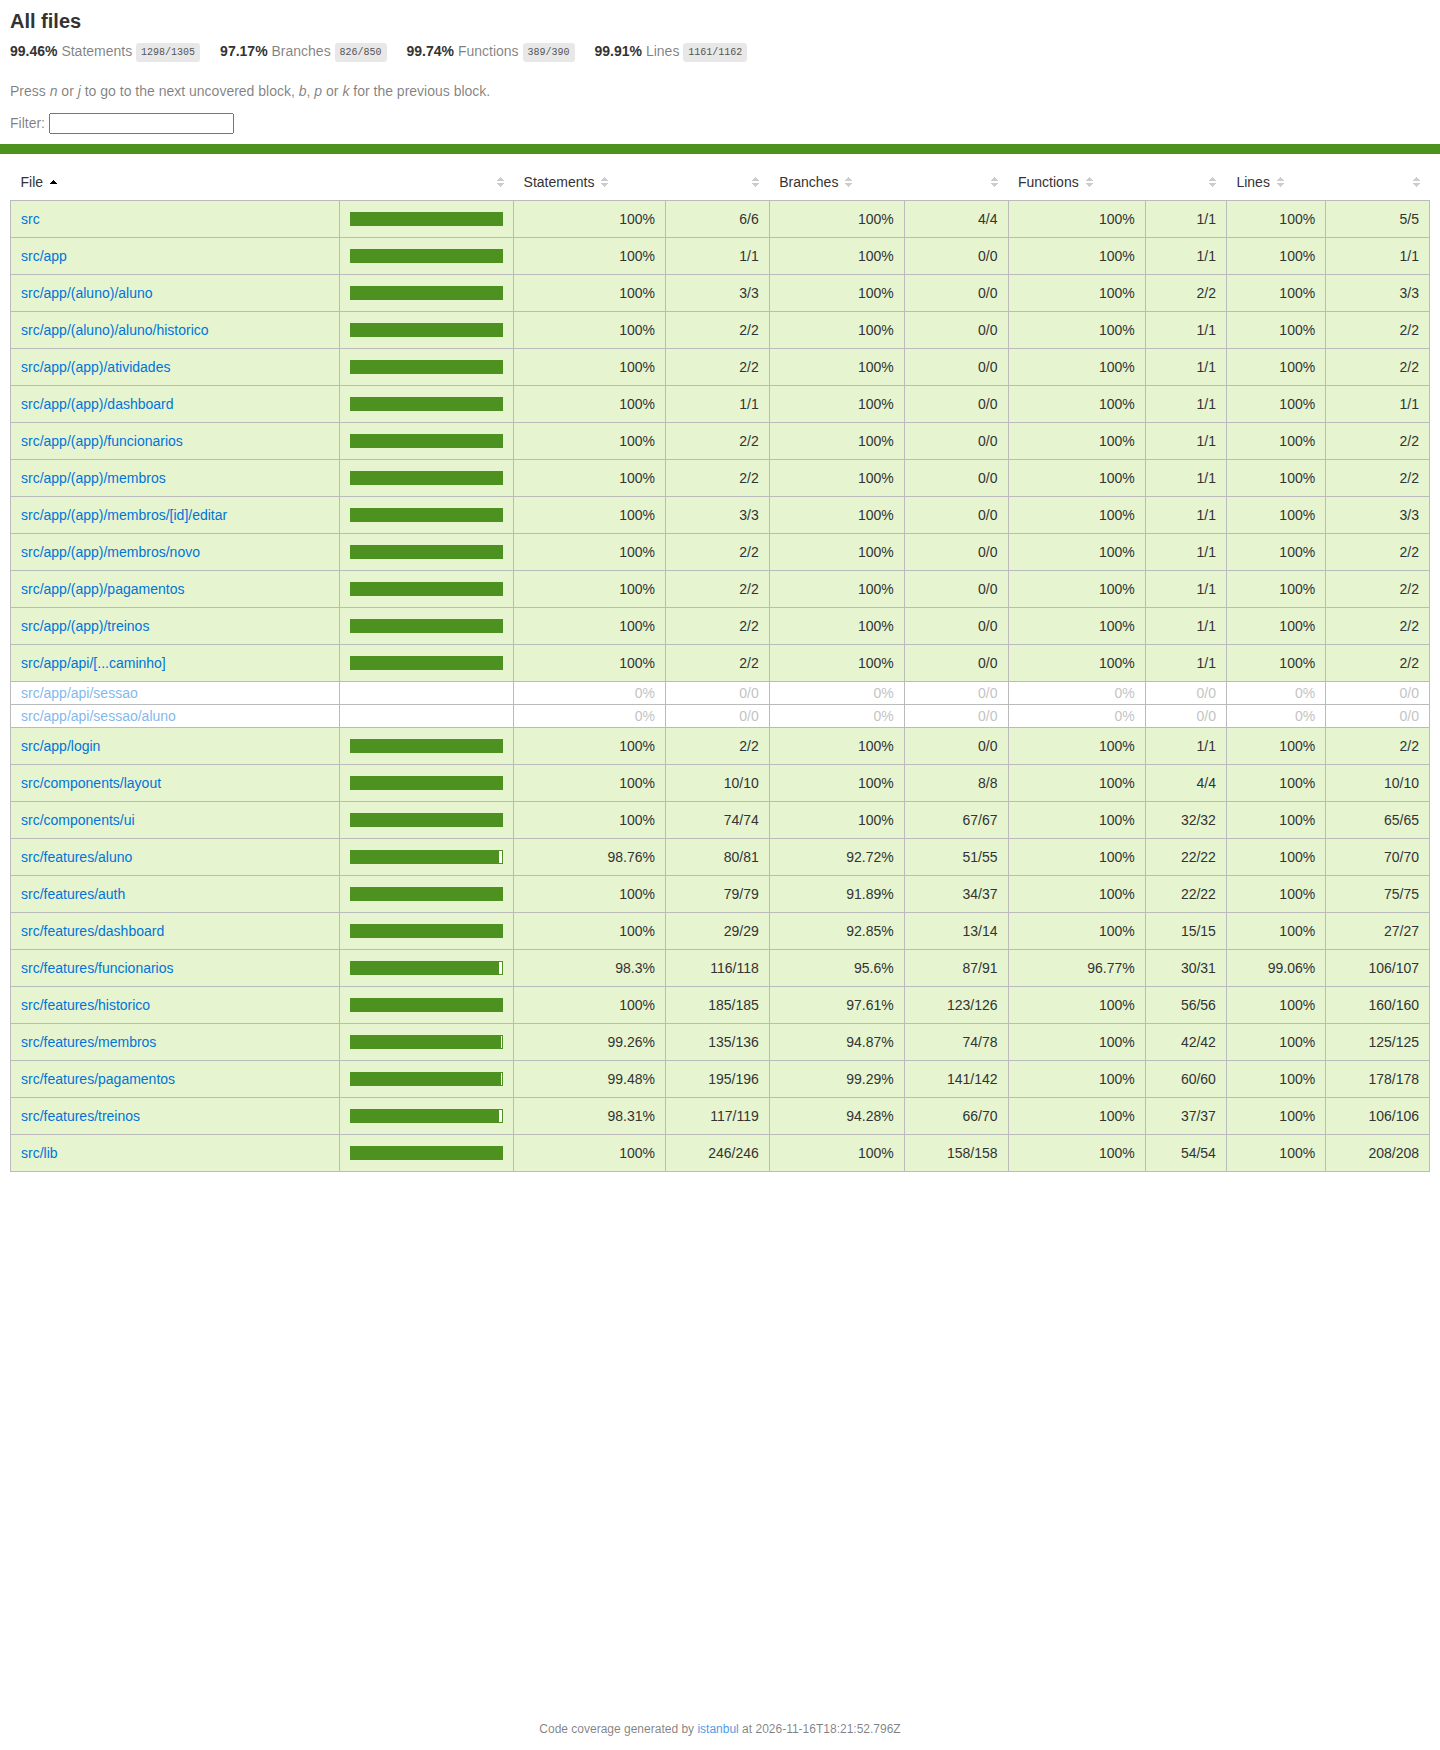 All files
99.46% Statements 1298/1305 97.17% Branches 826/850 99.74% Functions 389/390 99.91% Lines 1161/1162
Press n or j to go to the next uncovered block, b, p or k for the previous block.
Filter:
File Statements Branches Functions Lines
src 100% 6/6 100% 4/4 100% 1/1 100% 5/5
src/app 100% 1/1 100% 0/0 100% 1/1 100% 1/1
src/app/(aluno)/aluno 100% 3/3 100% 0/0 100% 2/2 100% 3/3
src/app/(aluno)/aluno/historico 100% 2/2 100% 0/0 100% 1/1 100% 2/2
src/app/(app)/atividades 100% 2/2 100% 0/0 100% 1/1 100% 2/2
src/app/(app)/dashboard 100% 1/1 100% 0/0 100% 1/1 100% 1/1
src/app/(app)/funcionarios 100% 2/2 100% 0/0 100% 1/1 100% 2/2
src/app/(app)/membros 100% 2/2 100% 0/0 100% 1/1 100% 2/2
src/app/(app)/membros/[id]/editar 100% 3/3 100% 0/0 100% 1/1 100% 3/3
src/app/(app)/membros/novo 100% 2/2 100% 0/0 100% 1/1 100% 2/2
src/app/(app)/pagamentos 100% 2/2 100% 0/0 100% 1/1 100% 2/2
src/app/(app)/treinos 100% 2/2 100% 0/0 100% 1/1 100% 2/2
src/app/api/[...caminho] 100% 2/2 100% 0/0 100% 1/1 100% 2/2
src/app/api/sessao 0% 0/0 0% 0/0 0% 0/0 0% 0/0
src/app/api/sessao/aluno 0% 0/0 0% 0/0 0% 0/0 0% 0/0
src/app/login 100% 2/2 100% 0/0 100% 1/1 100% 2/2
src/components/layout 100% 10/10 100% 8/8 100% 4/4 100% 10/10
src/components/ui 100% 74/74 100% 67/67 100% 32/32 100% 65/65
src/features/aluno 98.76% 80/81 92.72% 51/55 100% 22/22 100% 70/70
src/features/auth 100% 79/79 91.89% 34/37 100% 22/22 100% 75/75
src/features/dashboard 100% 29/29 92.85% 13/14 100% 15/15 100% 27/27
src/features/funcionarios 98.3% 116/118 95.6% 87/91 96.77% 30/31 99.06% 106/107
src/features/historico 100% 185/185 97.61% 123/126 100% 56/56 100% 160/160
src/features/membros 99.26% 135/136 94.87% 74/78 100% 42/42 100% 125/125
src/features/pagamentos 99.48% 195/196 99.29% 141/142 100% 60/60 100% 178/178
src/features/treinos 98.31% 117/119 94.28% 66/70 100% 37/37 100% 106/106
src/lib 100% 246/246 100% 158/158 100% 54/54 100% 208/208
Code coverage generated by istanbul at 2026-11-16T18:21:52.796Z